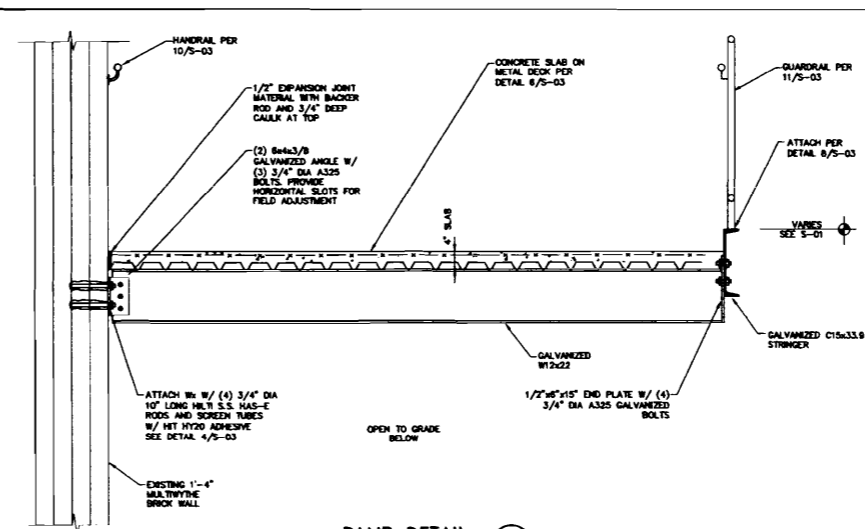 HANDRAIL PER
10/S-03
1/2" EXPANSION JOINT
MATERIAL WITH BACKER
ROD AND 3/4" DEEP
CAULK AT TOP
(2) 6x4x3/8
GALVANIZED ANGLE W/
(3) 3/4" DIA A325
BOLTS. PROVIDE
HORIZONTAL SLOTS FOR
FIELD ADJUSTMENT
CONCRETE SLAB ON
METAL DECK PER
DETAIL 6/S-03
GUARDRAIL PER
11/S-03
ATTACH PER
DETAIL 8/S-03
4" SLAB
VARIES
SEE S-01
GALVANIZED C15x33.9
STRINGER
GALVANIZED
W12x22
1/2"x6"x15" END PLATE W/ (4)
3/4" DIA A325 GALVANIZED
BOLTS
ATTACH Wx W/ (4) 3/4" DIA
10" LONG HILTI S.S. HAS-E
RODS AND SCREEN TUBES
W/ HIT HY20 ADHESIVE
SEE DETAIL 4/S-03
OPEN TO GRADE
BELOW
EXISTING 1'-4"
MULTIWYTHE
BRICK WALL